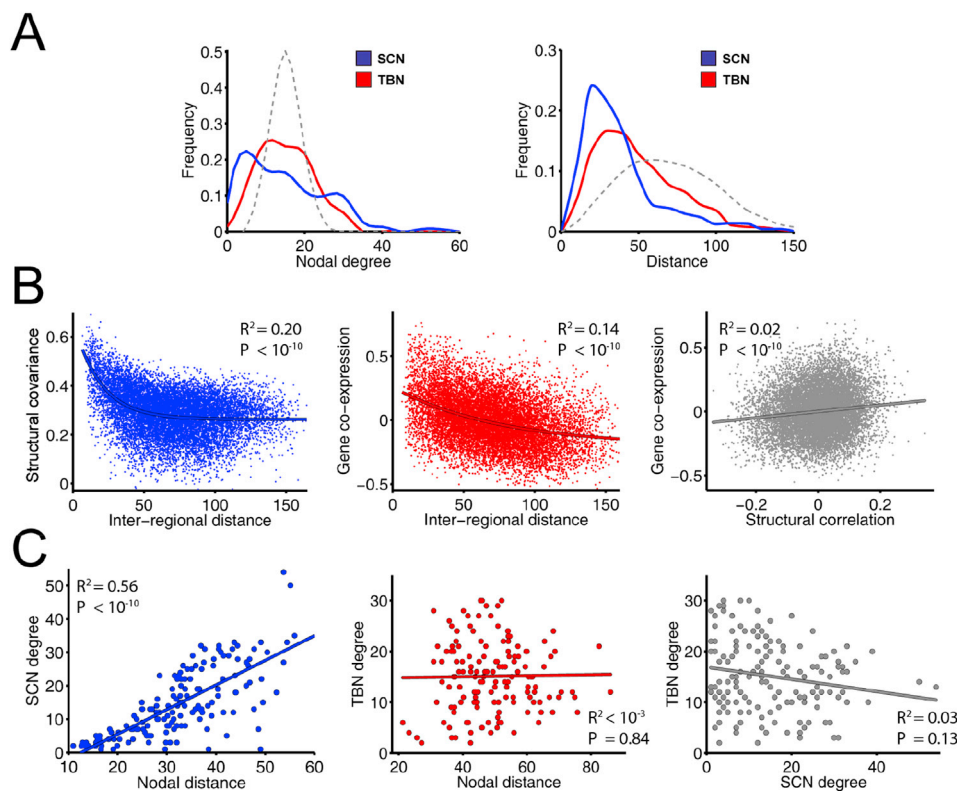 A
SCN
TBN
Frequency
0.5
0.4
0.3
0.2
0.1
0
0
20
40
60
Nodal degree
SCN
TBN
Frequency
0.3
0.2
0.1
0
0
50
100
150
Distance
B
Structural covariance
0.6
0.4
0.2
0
0
50
100
150
Inter-regional distance
R² = 0.20
P < 10⁻¹⁰
Gene co-expression
0.5
0
−0.5
0
50
100
150
Inter-regional distance
R² = 0.14
P < 10⁻¹⁰
Gene co-expression
0.5
0
−0.5
−0.2
0
0.2
Structural correlation
R² = 0.02
P < 10⁻¹⁰
C
SCN degree
50
40
30
20
10
0
10
20
30
40
50
60
Nodal distance
R² = 0.56
P < 10⁻¹⁰
TBN degree
30
20
10
0
20
40
60
80
Nodal distance
R² < 10⁻³
P = 0.84
TBN degree
30
20
10
0
0
20
40
SCN degree
R² = 0.03
P = 0.13